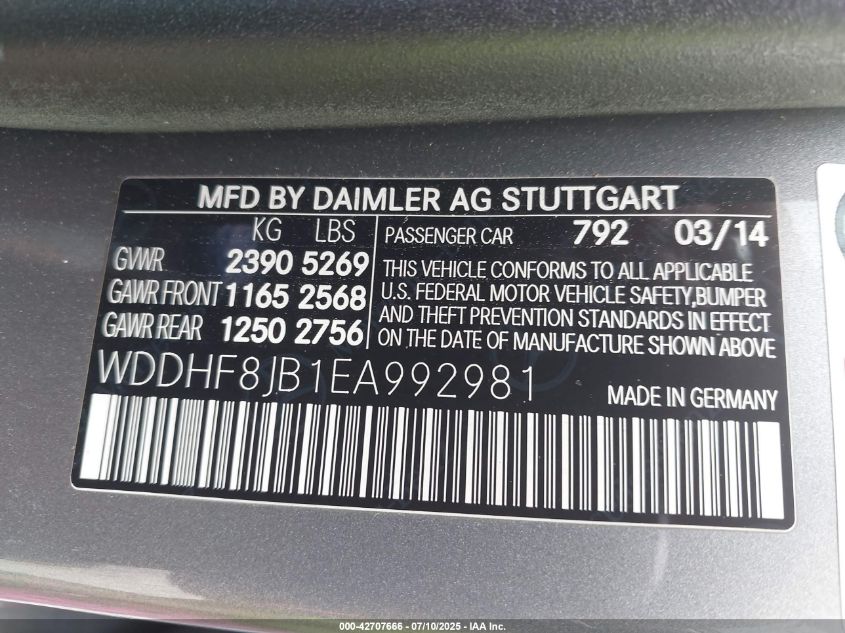 MFD BY DAIMLER AG STUTTGART
KG LBS
GVWR 2390 5269
GAWR FRONT 1165 2568
GAWR REAR 1250 2756
PASSENGER CAR 792 03/14
THIS VEHICLE CONFORMS TO ALL APPLICABLE
U.S. FEDERAL MOTOR VEHICLE SAFETY,BUMPER
AND THEFT PREVENTION STANDARDS IN EFFECT
ON DATE OF MANUFACTURE SHOWN ABOVE
WDDHF8JB1EA992981
MADE IN GERMANY
000-42707666 - 07/10/2025 - IAA Inc.